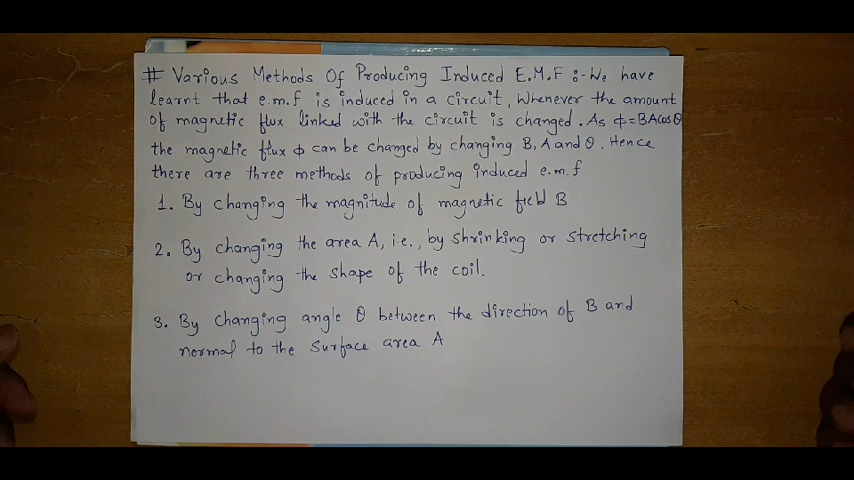 # Various Methods Of Producing Induced E.M.F :- We have
learnt that e.m.f is induced in a circuit, Whenever the amount
of magnetic flux linked with the circuit is changed. As ϕ=BAcosθ
the magnetic flux ϕ can be changed by changing B, A and θ. Hence
there are three methods of producing induced e.m.f
1. By changing the magnitude of magnetic field B
2. By changing the area A, i.e., by shrinking or stretching
or changing the shape of the coil.
3. By changing angle θ between the direction of B and
normal to the surface area A